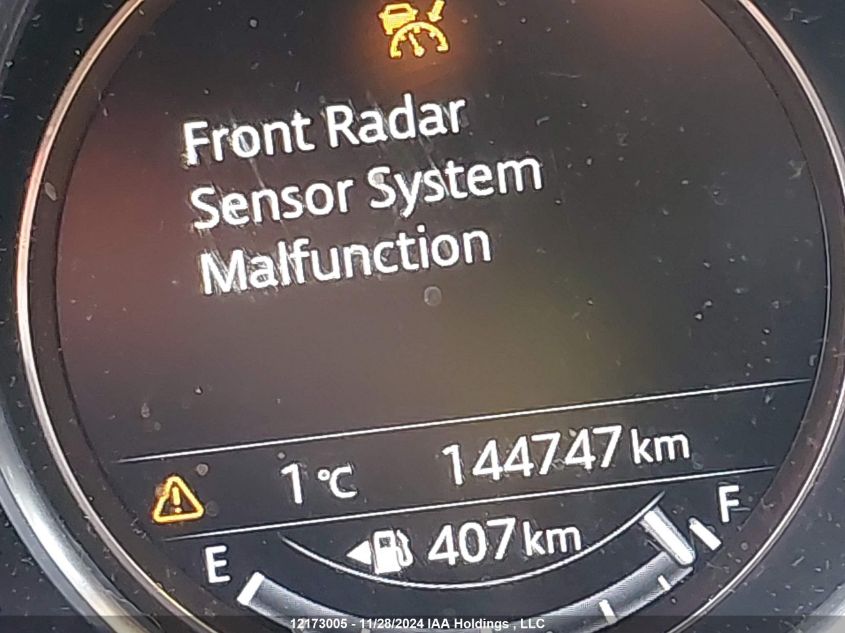 Front Radar
Sensor System
Malfunction
1 °C 144747 km
E 407 km F
12173005 - 11/28/2024 IAA Holdings , LLC